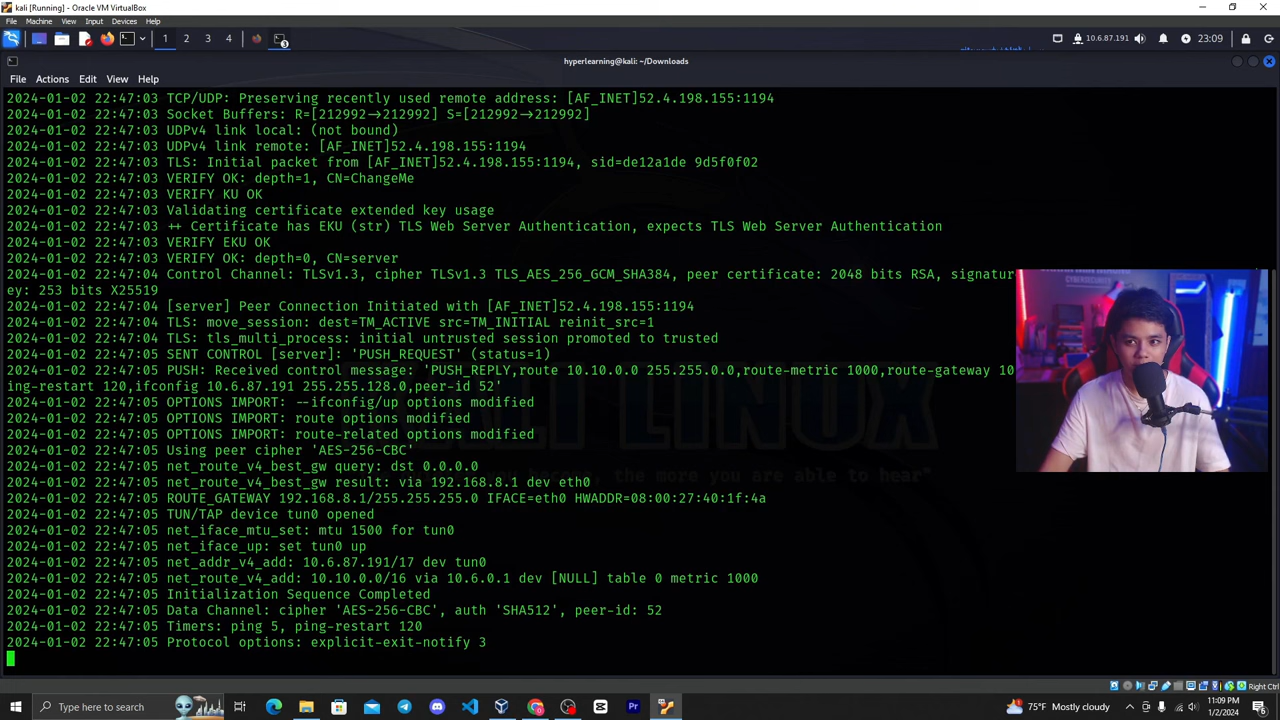 kali [Running] - Oracle VM VirtualBox
File Machine View Input Devices Help
1 2 3 4 3 10.6.87.191 23:09
hyperlearning@kali: ~/Downloads
File Actions Edit View Help
2024-01-02 22:47:03 TCP/UDP: Preserving recently used remote address: [AF_INET]52.4.198.155:1194
2024-01-02 22:47:03 Socket Buffers: R=[212992→212992] S=[212992→212992]
2024-01-02 22:47:03 UDPv4 link local: (not bound)
2024-01-02 22:47:03 UDPv4 link remote: [AF_INET]52.4.198.155:1194
2024-01-02 22:47:03 TLS: Initial packet from [AF_INET]52.4.198.155:1194, sid=de12a1de 9d5f0f02
2024-01-02 22:47:03 VERIFY OK: depth=1, CN=ChangeMe
2024-01-02 22:47:03 VERIFY KU OK
2024-01-02 22:47:03 Validating certificate extended key usage
2024-01-02 22:47:03 ++ Certificate has EKU (str) TLS Web Server Authentication, expects TLS Web Server Authentication
2024-01-02 22:47:03 VERIFY EKU OK
2024-01-02 22:47:03 VERIFY OK: depth=0, CN=server
2024-01-02 22:47:04 Control Channel: TLSv1.3, cipher TLSv1.3 TLS_AES_256_GCM_SHA384, peer certificate: 2048 bits RSA, signatur
ey: 253 bits X25519
2024-01-02 22:47:04 [server] Peer Connection Initiated with [AF_INET]52.4.198.155:1194
2024-01-02 22:47:04 TLS: move_session: dest=TM_ACTIVE src=TM_INITIAL reinit_src=1
2024-01-02 22:47:04 TLS: tls_multi_process: initial untrusted session promoted to trusted
2024-01-02 22:47:05 SENT CONTROL [server]: 'PUSH_REQUEST' (status=1)
2024-01-02 22:47:05 PUSH: Received control message: 'PUSH_REPLY,route 10.10.0.0 255.255.0.0,route-metric 1000,route-gateway 10
ing-restart 120,ifconfig 10.6.87.191 255.255.128.0,peer-id 52'
2024-01-02 22:47:05 OPTIONS IMPORT: --ifconfig/up options modified
2024-01-02 22:47:05 OPTIONS IMPORT: route options modified
2024-01-02 22:47:05 OPTIONS IMPORT: route-related options modified
2024-01-02 22:47:05 Using peer cipher 'AES-256-CBC'
2024-01-02 22:47:05 net_route_v4_best_gw query: dst 0.0.0.0
2024-01-02 22:47:05 net_route_v4_best_gw result: via 192.168.8.1 dev eth0
2024-01-02 22:47:05 ROUTE_GATEWAY 192.168.8.1/255.255.255.0 IFACE=eth0 HWADDR=08:00:27:40:1f:4a
2024-01-02 22:47:05 TUN/TAP device tun0 opened
2024-01-02 22:47:05 net_iface_mtu_set: mtu 1500 for tun0
2024-01-02 22:47:05 net_iface_up: set tun0 up
2024-01-02 22:47:05 net_addr_v4_add: 10.6.87.191/17 dev tun0
2024-01-02 22:47:05 net_route_v4_add: 10.10.0.0/16 via 10.6.0.1 dev [NULL] table 0 metric 1000
2024-01-02 22:47:05 Initialization Sequence Completed
2024-01-02 22:47:05 Data Channel: cipher 'AES-256-CBC', auth 'SHA512', peer-id: 52
2024-01-02 22:47:05 Timers: ping 5, ping-restart 120
2024-01-02 22:47:05 Protocol options: explicit-exit-notify 3
KALI LINUX
the more you are able to hear"
CYBERSECURITY
Right Ctrl
Type here to search
75°F Mostly cloudy
11:09 PM
1/2/2024